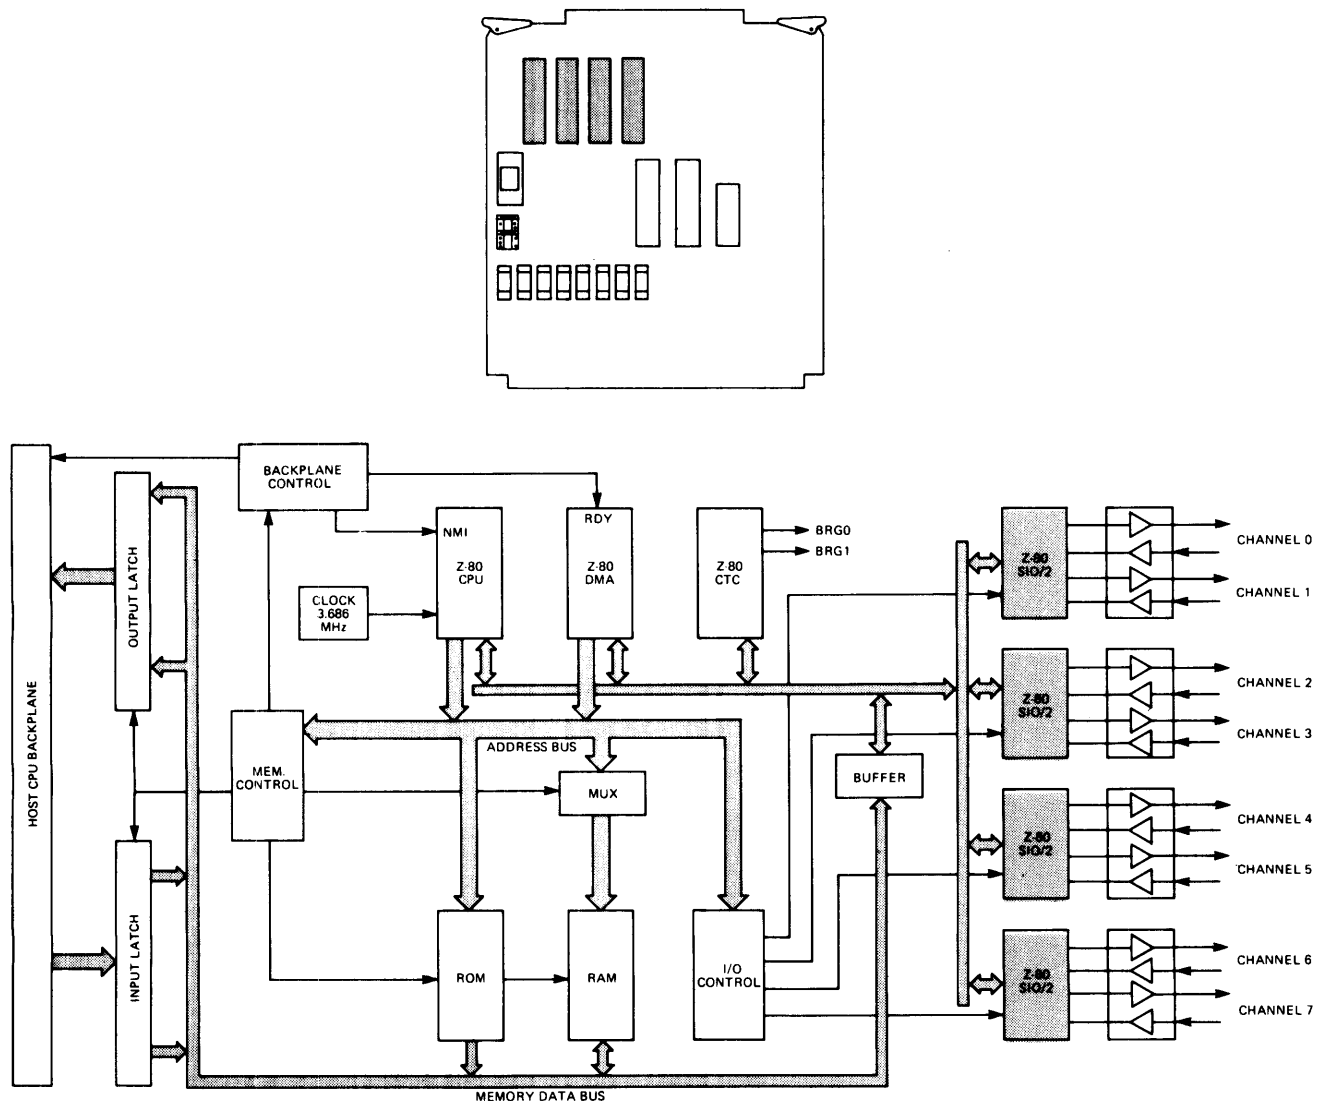 BACKPLANE
CONTROL
NMI
Z-80
CPU
RDY
Z-80
DMA
Z-80
CTC
BRG0
BRG1
CLOCK
3.686
MHz
HOST CPU BACKPLANE
OUTPUT LATCH
INPUT LATCH
MEM.
CONTROL
ADDRESS BUS
MUX
BUFFER
ROM
RAM
I/O
CONTROL
MEMORY DATA BUS
Z-80
SIO/2
CHANNEL 0
CHANNEL 1
Z-80
SIO/2
CHANNEL 2
CHANNEL 3
Z-80
SIO/2
CHANNEL 4
CHANNEL 5
Z-80
SIO/2
CHANNEL 6
CHANNEL 7